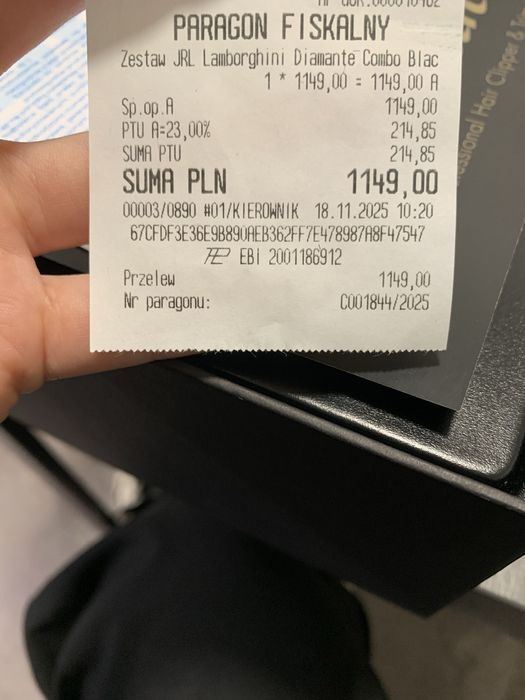 PARAGON FISKALNY
Zestaw JRL Lamborghini Diamante Combo Blac
1 * 1149,00 = 1149,00 A
Sp.op.A 1149,00
PTU A=23,00% 214,85
SUMA PTU 214,85
SUMA PLN 1149,00
00003/0890 #01/KIEROWNIK 18.11.2025 10:20
67CFDF3E36E9B890AEB362FF7E478987A8F47547
EBI 2001186912
Przelew 1149,00
Nr paragonu: C001844/2025
Hair Clipper &